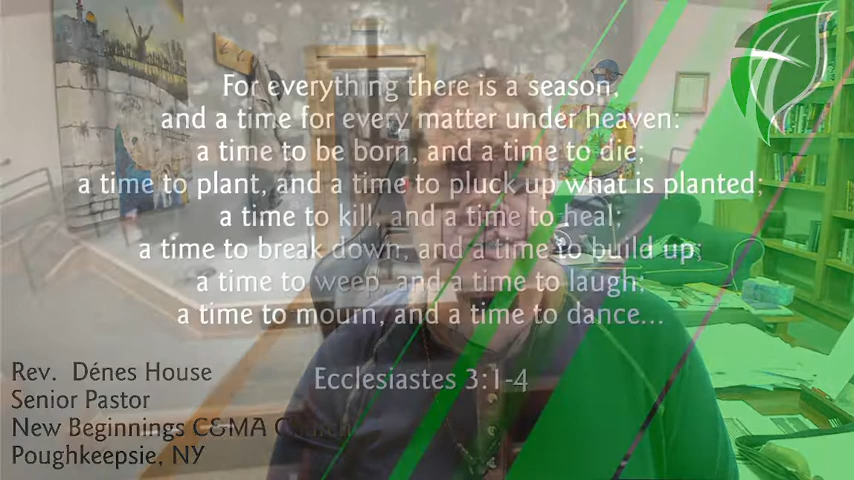 For everything there is a season,
and a time for every matter under heaven:
a time to be born, and a time to die;
a time to plant, and a time to pluck up what is planted;
a time to kill, and a time to heal;
a time to break down, and a time to build up;
a time to weep, and a time to laugh;
a time to mourn, and a time to dance...
Ecclesiastes 3:1-4
Rev. Dénes House
Senior Pastor
New Beginnings C&MA Church
Poughkeepsie, NY